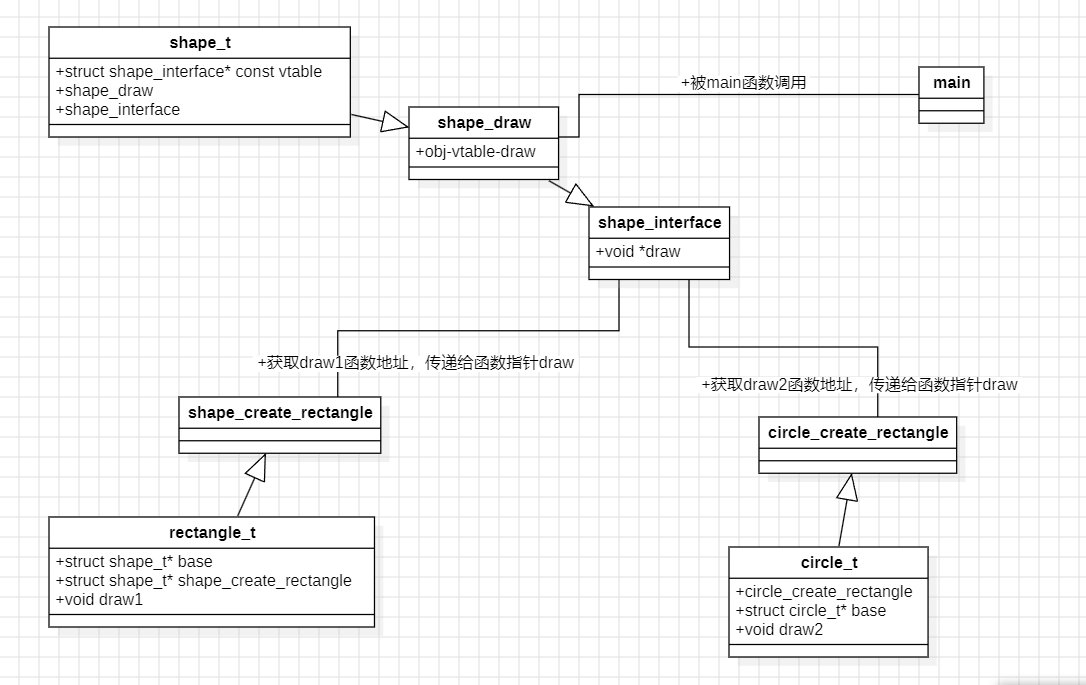 shape_t
+struct shape_interface* const vtable
+shape_draw
+shape_interface
+被main函数调用
main
shape_draw
+obj-vtable-draw
shape_interface
+void *draw
+获取draw1函数地址，传递给函数指针draw
+获取draw2函数地址，传递给函数指针draw
shape_create_rectangle
circle_create_rectangle
rectangle_t
+struct shape_t* base
+struct shape_t* shape_create_rectangle
+void draw1
circle_t
+circle_create_rectangle
+struct circle_t* base
+void draw2